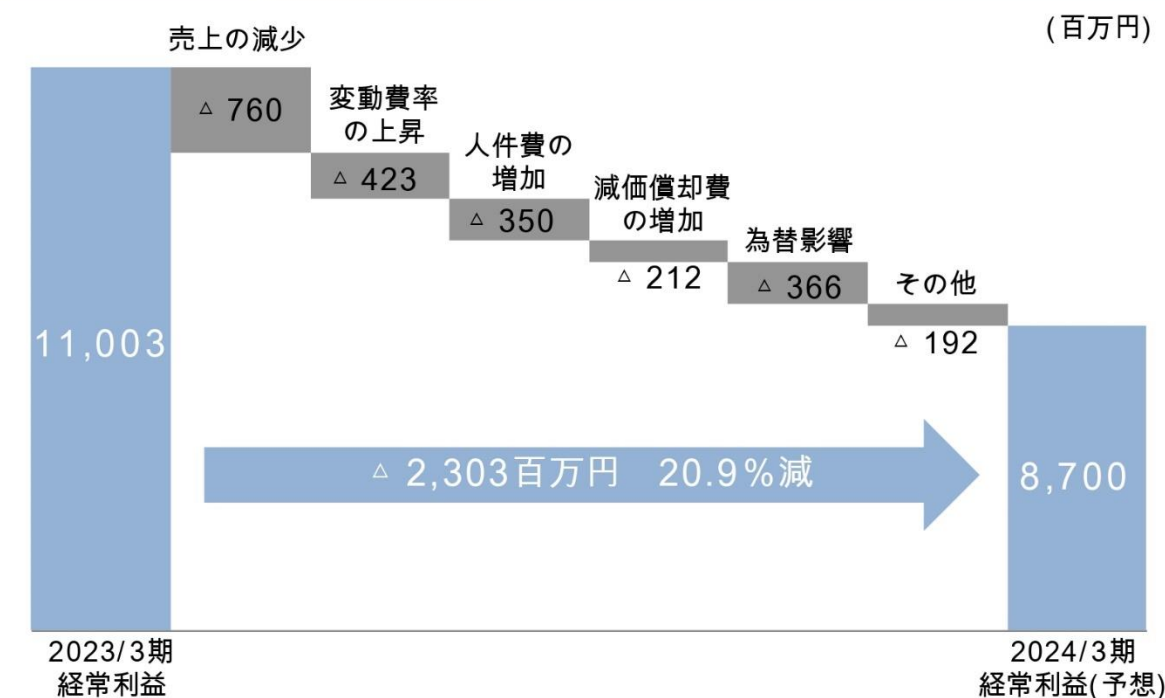 (百万円)
売上の減少
△ 760
変動費率
の上昇
△ 423
人件費の
増加
△ 350
減価償却費
の増加
△ 212
為替影響
△ 366
その他
△ 192
11,003
△ 2,303百万円 20.9%減
8,700
2023/3期
経常利益
2024/3期
経常利益(予想)